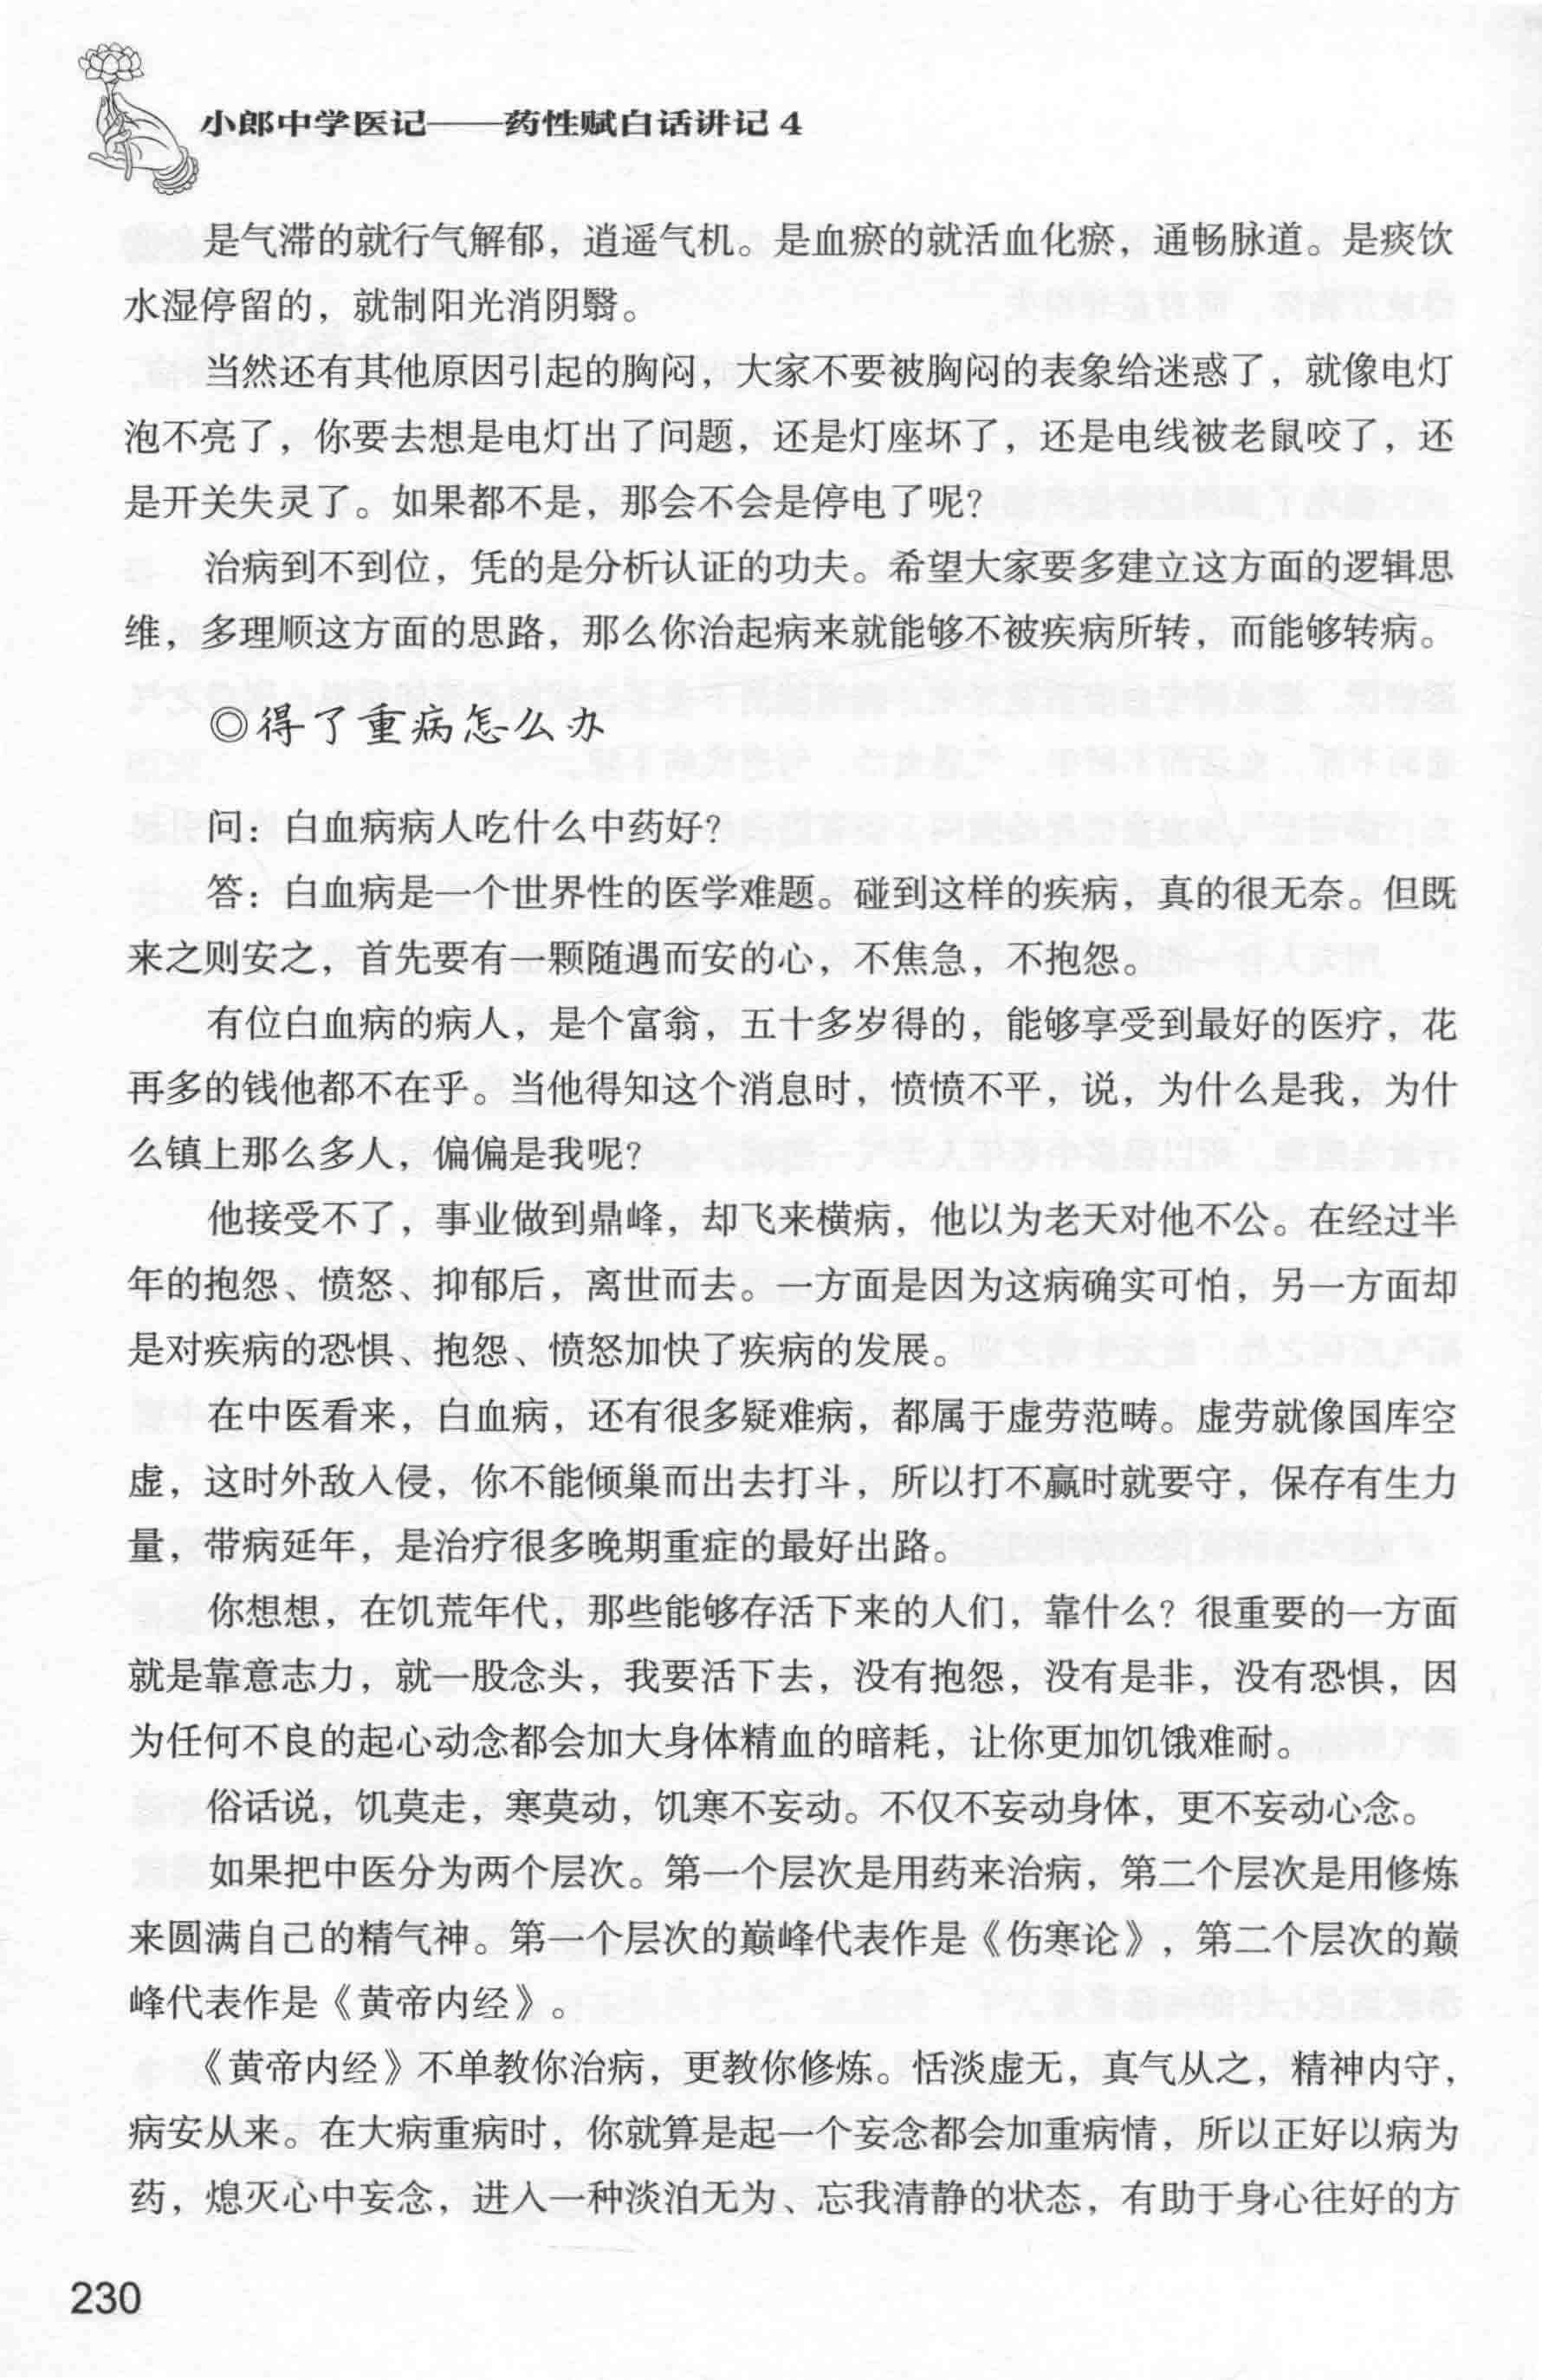 小郎中学医记——药性赋白话讲记 4
是气滞的就行气解郁，逍遥气机。是血瘀的就活血化瘀，通畅脉道。是痰饮
水湿停留的，就制阳光消阴翳。
当然还有其他原因引起的胸闷，大家不要被胸闷的表象给迷惑了，就像电灯
泡不亮了，你要去想是电灯出了问题，还是灯座坏了，还是电线被老鼠咬了，还
是开关失灵了。如果都不是，那会不会是停电了呢？
治病到不到位，凭的是分析认证的功夫。希望大家要多建立这方面的逻辑思
维，多理顺这方面的思路，那么你治起病来就能够不被疾病所转，而能够转病。
◎得了重病怎么办
问：白血病病人吃什么中药好？
答：白血病是一个世界性的医学难题。碰到这样的疾病，真的很无奈。但既
来之则安之，首先要有一颗随遇而安的心，不焦急，不抱怨。
有位白血病的病人，是个富翁，五十多岁得的，能够享受到最好的医疗，花
再多的钱他都不在乎。当他得知这个消息时，愤愤不平，说，为什么是我，为什
么镇上那么多人，偏偏是我呢？
他接受不了，事业做到鼎峰，却飞来横病，他以为老天对他不公。在经过半
年的抱怨、愤怒、抑郁后，离世而去。一方面是因为这病确实可怕，另一方面却
是对疾病的恐惧、抱怨、愤怒加快了疾病的发展。
在中医看来，白血病，还有很多疑难病，都属于虚劳范畴。虚劳就像国库空
虚，这时外敌入侵，你不能倾巢而出去打斗，所以打不赢时就要守，保存有生力
量，带病延年，是治疗很多晚期重症的最好出路。
你想想，在饥荒年代，那些能够存活下来的人们，靠什么？很重要的一方面
就是靠意志力，就一股念头，我要活下去，没有抱怨，没有是非，没有恐惧，因
为任何不良的起心动念都会加大身体精血的暗耗，让你更加饥饿难耐。
俗话说，饥莫走，寒莫动，饥寒不妄动。不仅不妄动身体，更不妄动心念。
如果把中医分为两个层次。第一个层次是用药来治病，第二个层次是用修炼
来圆满自己的精气神。第一个层次的巅峰代表作是《伤寒论》，第二个层次的巅
峰代表作是《黄帝内经》。
《黄帝内经》不单教你治病，更教你修炼。恬淡虚无，真气从之，精神内守，
病安从来。在大病重病时，你就算是起一个妄念都会加重病情，所以正好以病为
药，熄灭心中妄念，进入一种淡泊无为、忘我清静的状态，有助于身心往好的方
230